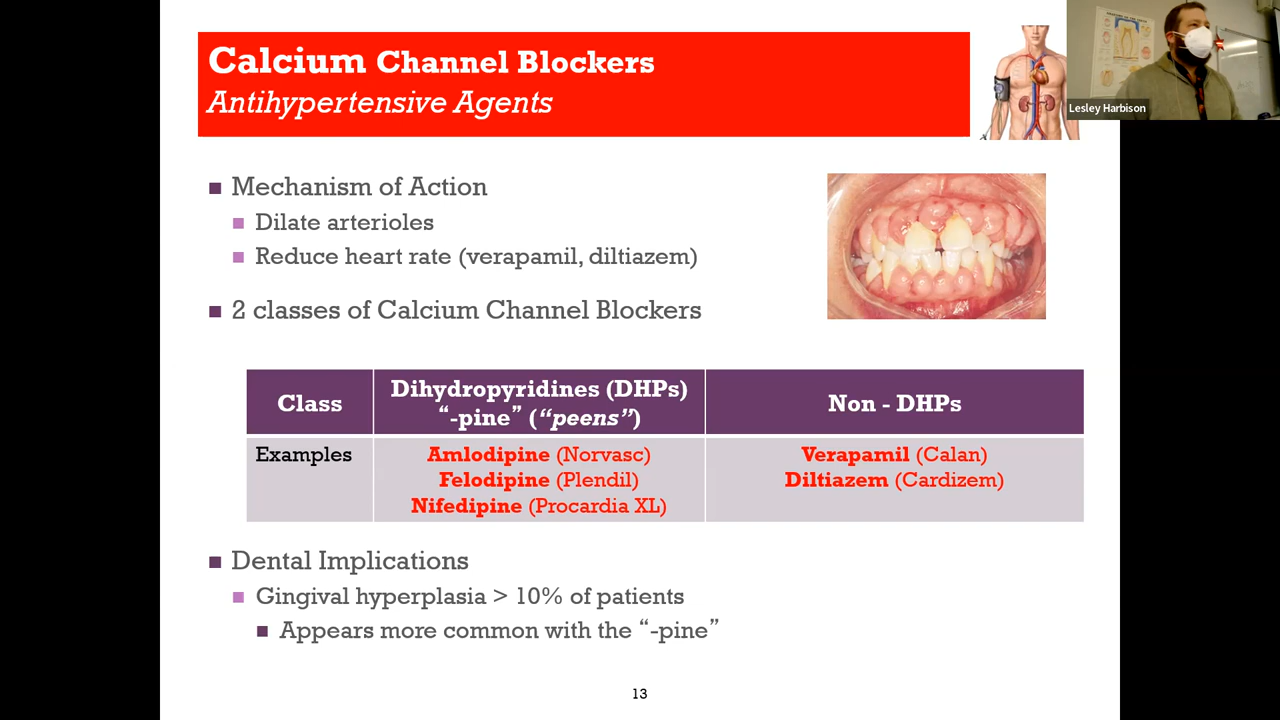 Calcium Channel Blockers
Antihypertensive Agents
Lesley Harbison
Mechanism of Action
Dilate arterioles
Reduce heart rate (verapamil, diltiazem)
2 classes of Calcium Channel Blockers
Class
Dihydropyridines (DHPs)
“-pine” (“peens”)
Non - DHPs
Examples
Amlodipine (Norvasc)
Felodipine (Plendil)
Nifedipine (Procardia XL)
Verapamil (Calan)
Diltiazem (Cardizem)
Dental Implications
Gingival hyperplasia > 10% of patients
Appears more common with the “-pine”
13